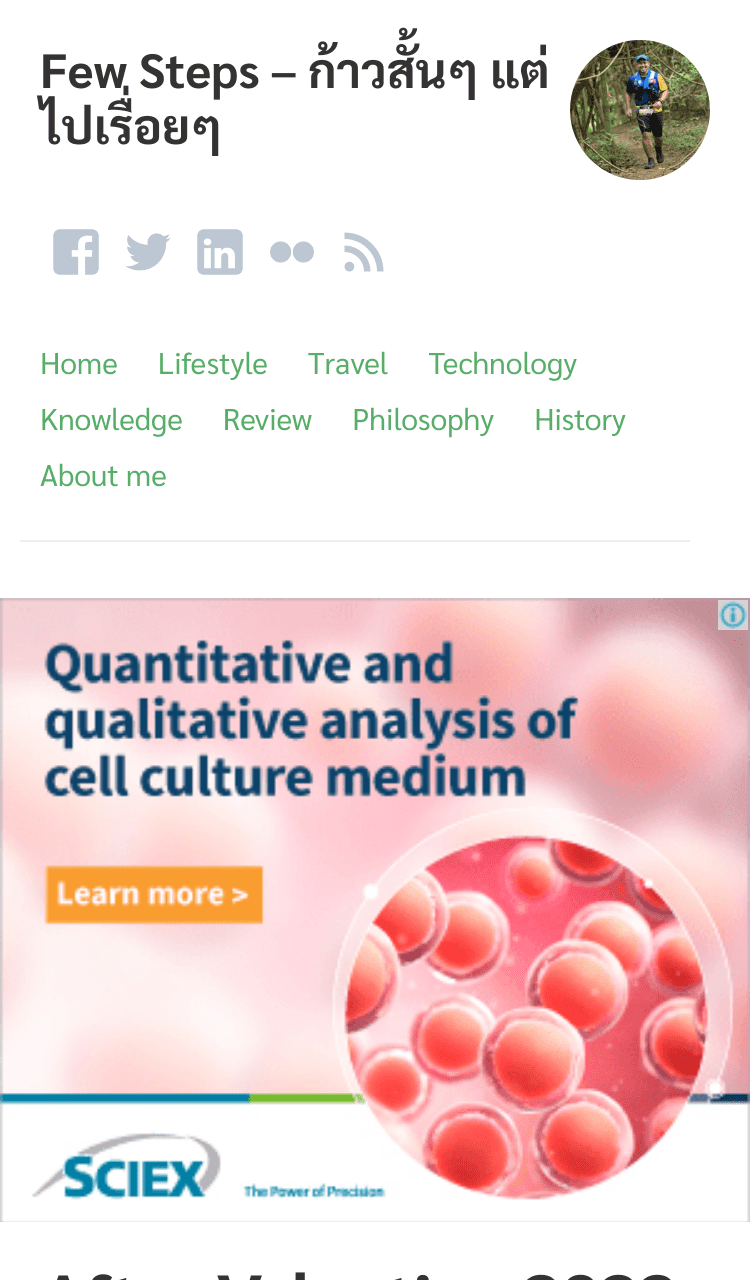 Few Steps – ก้าวสั้นๆ แต่
ไปเรื่อยๆ
Home Lifestyle Travel Technology
Knowledge Review Philosophy History
About me
Quantitative and
qualitative analysis of
cell culture medium
Learn more >
SCIEX
The Power of Precision